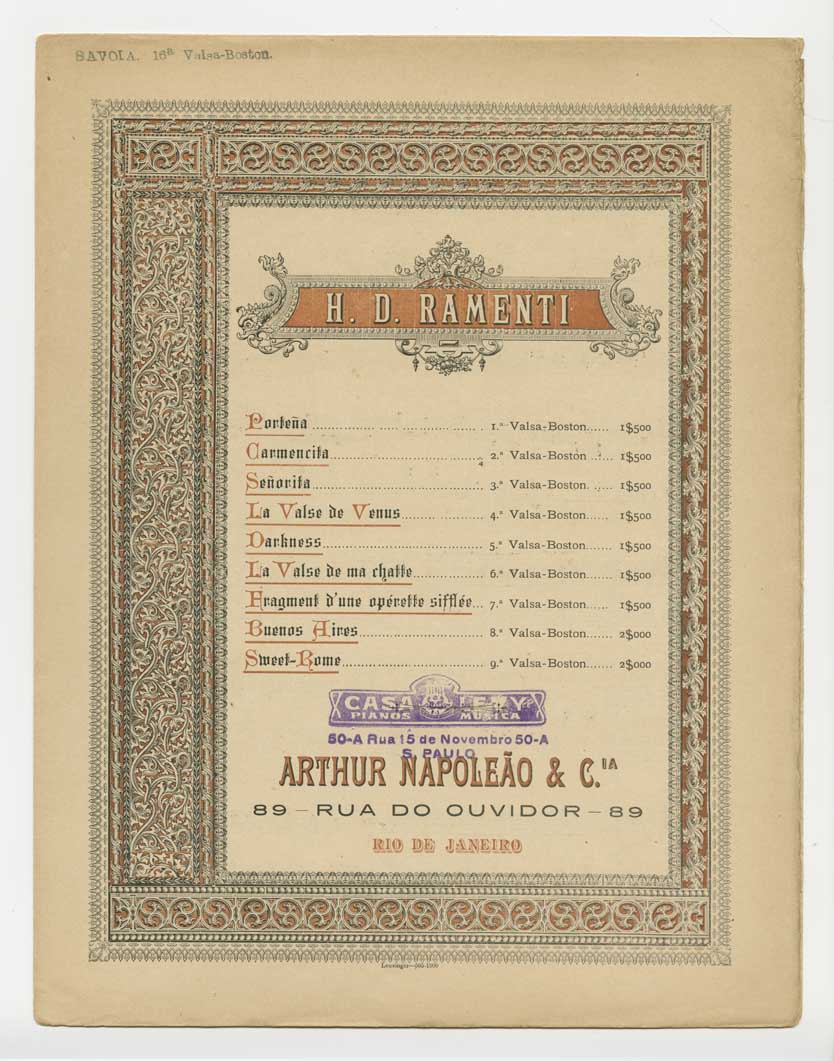 SAVOIA. 16ª Valsa-Boston.
H. D. RAMENTI
Porteña ........................................ 1.ª Valsa-Boston...... 1$500
Carmencita................................ 2.ª Valsa-Boston ..... 1$500
Señorita.................................... 3.ª Valsa-Boston. .... 1$500
La Valse de Venus.................... 4.ª Valsa-Boston...... 1$500
Darkness.................................. 5.ª Valsa-Boston....... 1$500
La Valse de ma chatte............... 6.ª Valsa-Boston....... 1$500
Fragment d'une opérette sifflée... 7.ª Valsa-Boston....... 1$500
Buenos Aires............................ 8.ª Valsa-Boston....... 2$000
Sweet-Rome............................... 9.ª Valsa-Boston....... 2$000
CASA
PIANOS MUSICA
50-A Rua 15 de Novembro 50-A
S. PAULO
ARTHUR NAPOLEÃO & C.IA
89 – RUA DO OUVIDOR – 89
RIO DE JANEIRO